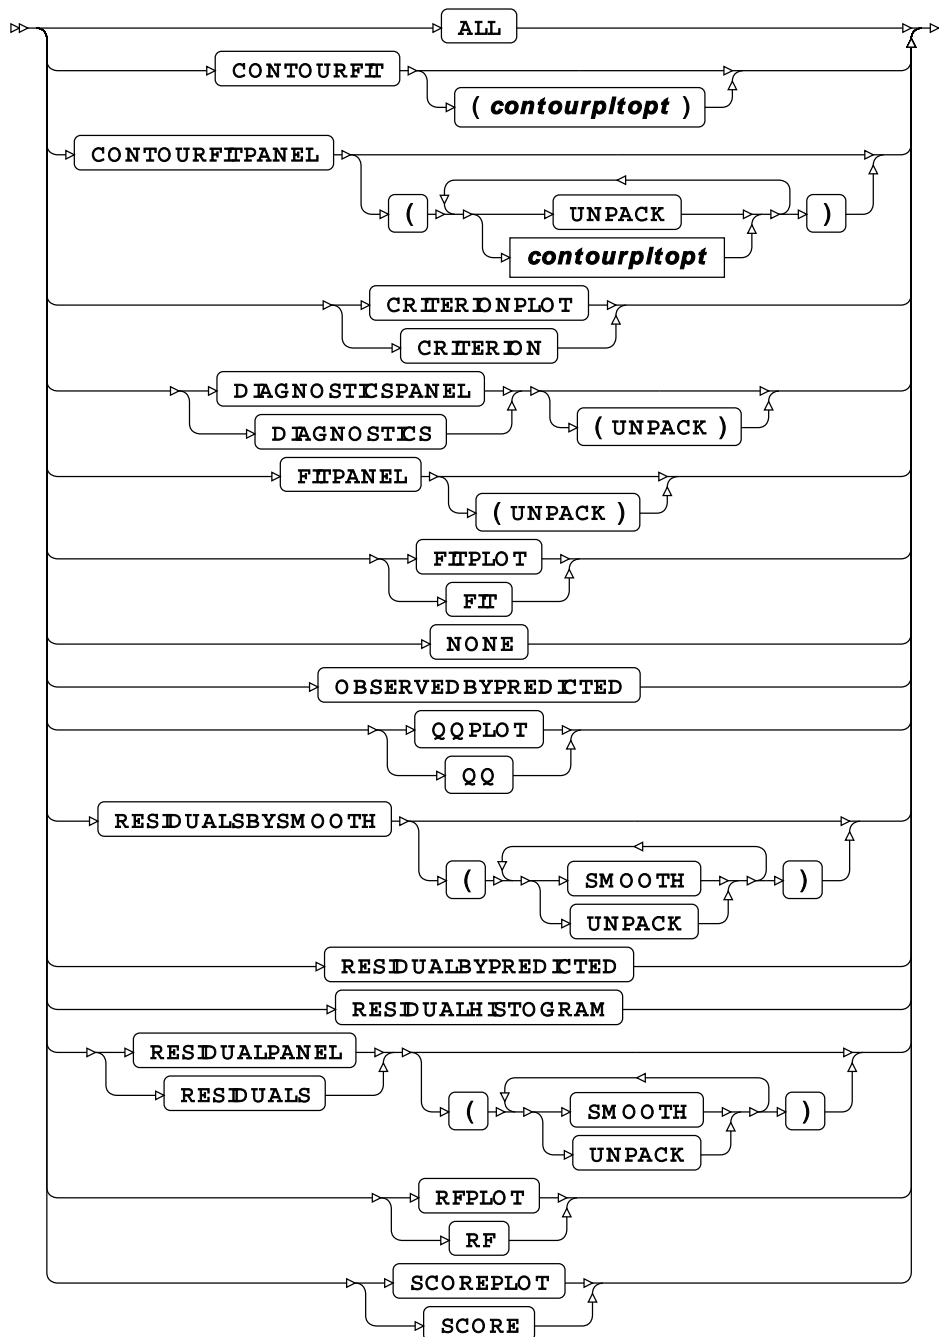 ALL
CONTOURFIT
( contourpltopt )
CONTOURFITPANEL
( UNPACK )
contourpltopt
CRITERIONPLOT
CRITERION
DIAGNOSTICSPANEL
( UNPACK )
DIAGNOSTICS
FITPANEL
( UNPACK )
FITPLOT
FIT
NONE
OBSERVEDBYPREDICTED
QQPLOT
QQ
RESIDUALSBYSMOOTH
( SMOOTH )
UNPACK
RESIDUALBYPREDICTED
RESIDUALHISTOGRAM
RESIDUALPANEL
RESIDUALS
( SMOOTH )
UNPACK
RFPLOT
RF
SCOREPLOT
SCORE